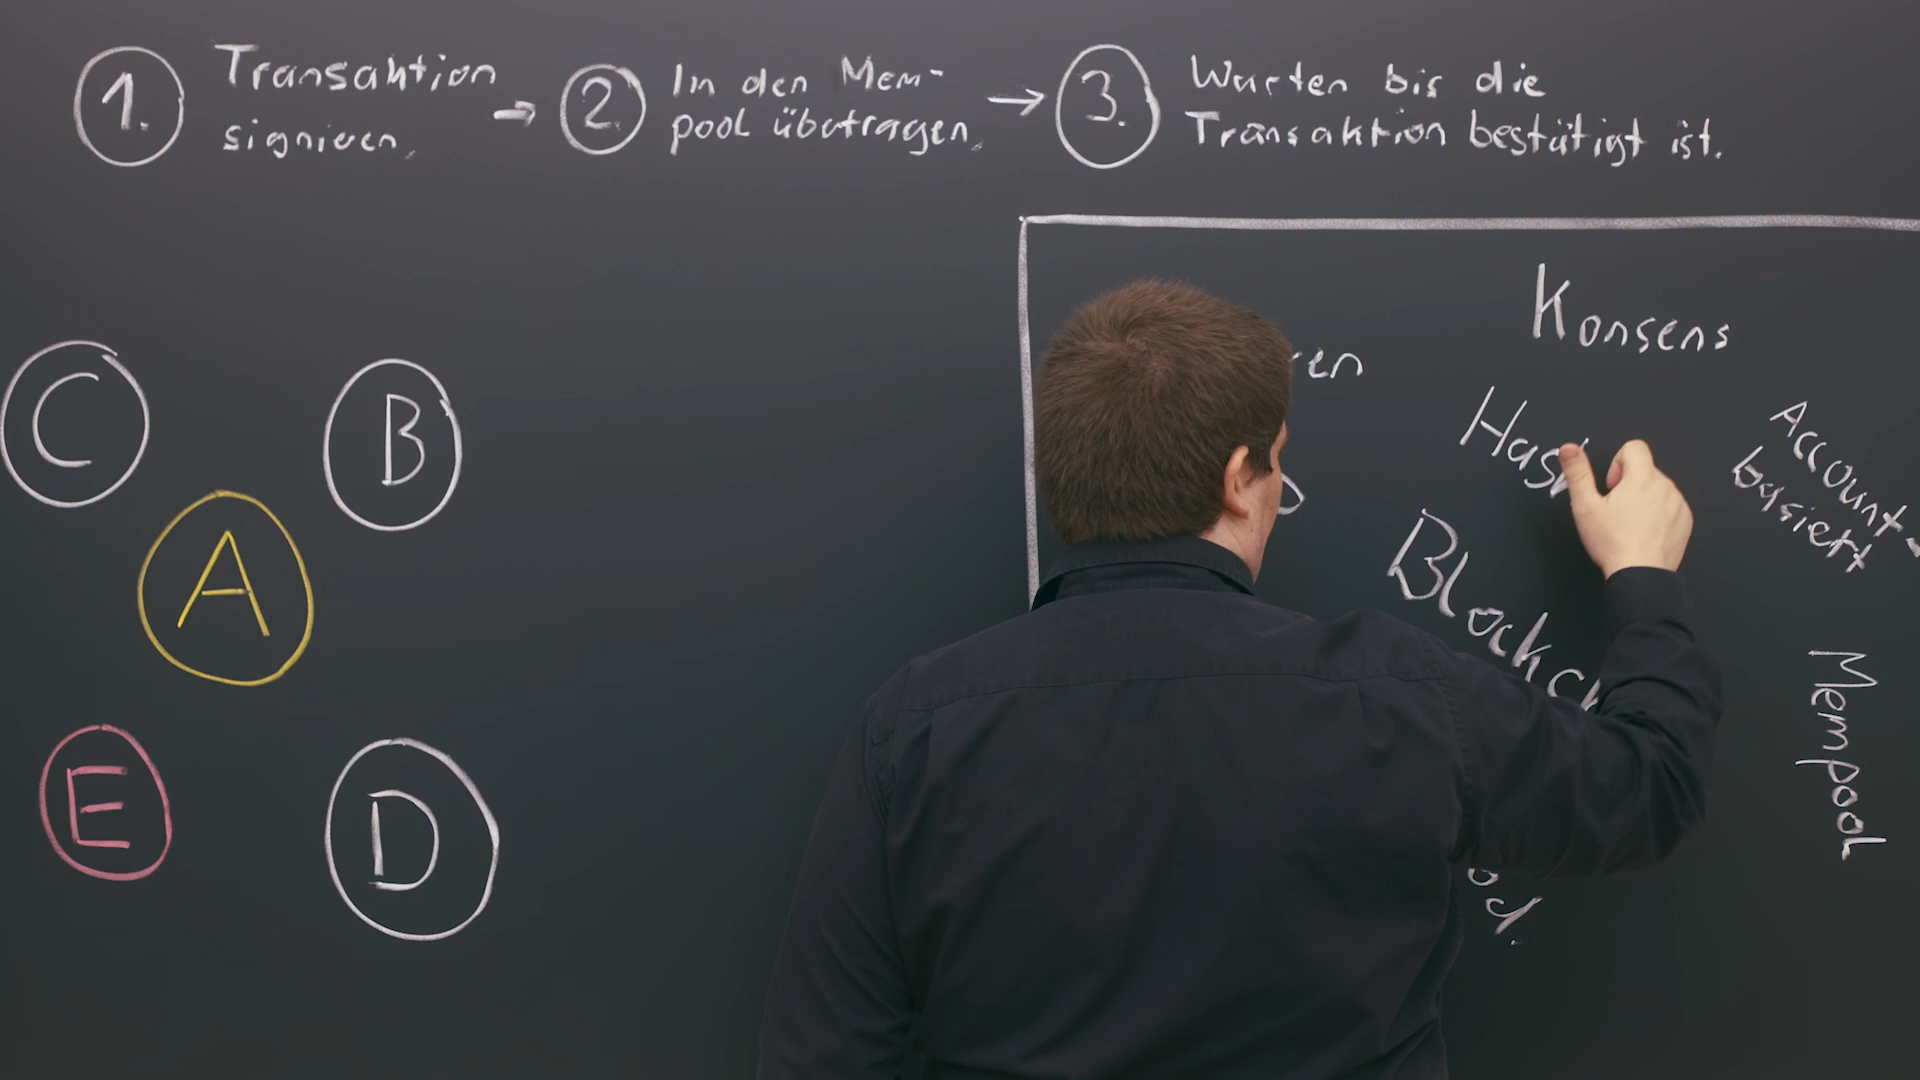 1. Transaktion
signieren.
→ 2. In den Mem-
pool übertragen.
→ 3. Warten bis die
Transaktion bestätigt ist.
Konsens
Account-
basiert
C
B
A
Mempool
E
D